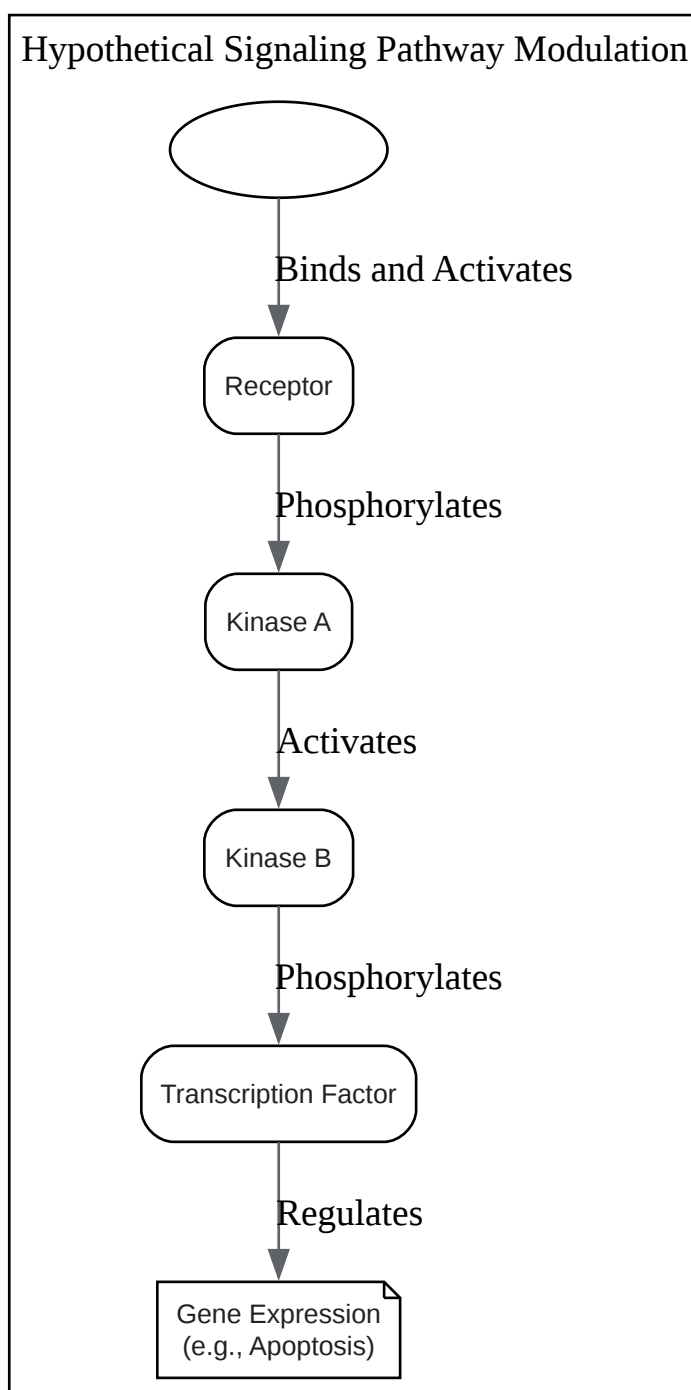 Hypothetical Signaling Pathway Modulation
Binds and Activates
Receptor
Phosphorylates
Kinase A
Activates
Kinase B
Phosphorylates
Transcription Factor
Regulates
Gene Expression
(e.g., Apoptosis)